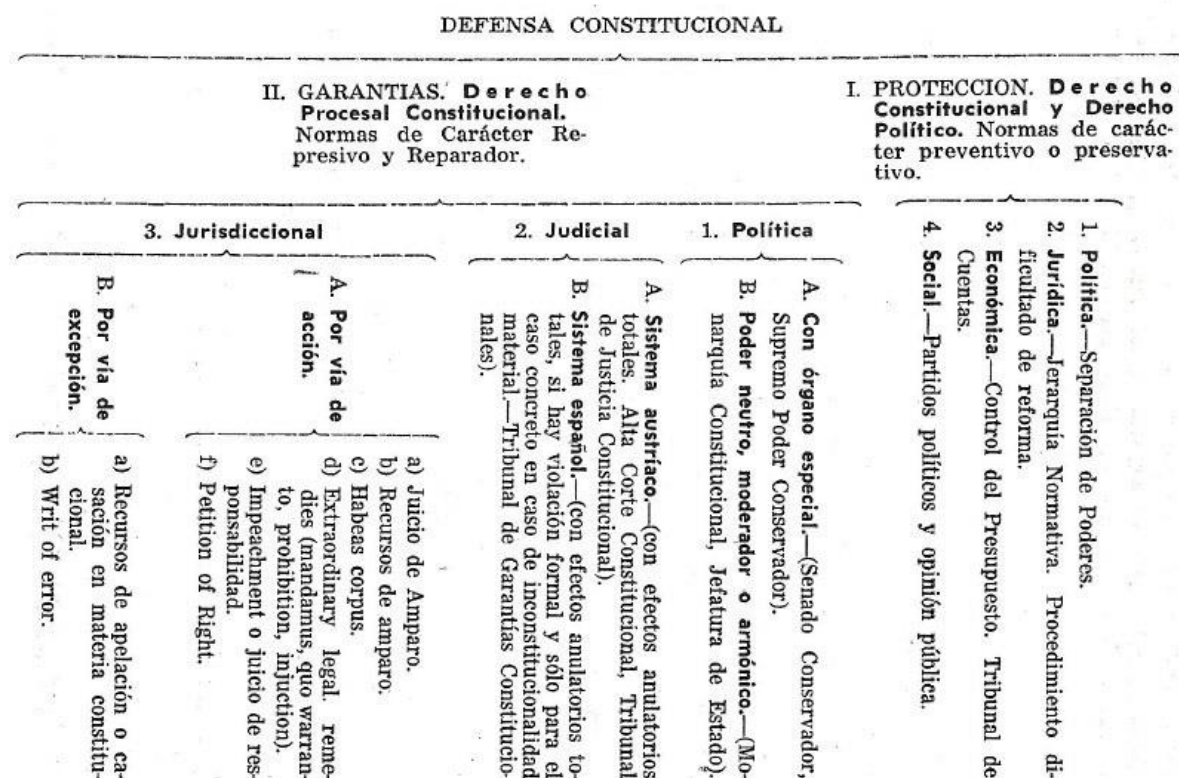 DEFENSA CONSTITUCIONAL
I. PROTECCION. Derecho
Constitucional y Derecho
Político. Normas de carác-
ter preventivo o preserva-
tivo.
1. Política.—Separación de Poderes.
2. Jurídica.—Jerarquía Normativa. Procedimiento di-
ficultado de reforma.
3. Económica.—Control del Presupuesto. Tribunal de
Cuentas.
4. Social.—Partidos políticos y opinión pública.
II. GARANTIAS. Derecho
Procesal Constitucional.
Normas de Carácter Re-
presivo y Reparador.
1. Política
A. Con órgano especial.—(Senado Conservador,
Supremo Poder Conservador).
B. Poder neutro, moderador o armónico.—(Mo-
narquía Constitucional, Jefatura de Estado).
2. Judicial
A. Sistema austríaco.—(con efectos anulatorios
totales. Alta Corte Constitucional, Tribunal
de Justicia Constitucional).
B. Sistema español.—(con efectos anulatorios to-
tales, si hay violación formal y sólo para el
caso concreto en caso de inconstitucionalidad
material.—Tribunal de Garantías Constitucio-
nales).
3. Jurisdiccional
A. Por vía de
acción.
a) Juicio de Amparo.
b) Recursos de amparo.
c) Habeas corpus.
d) Extraordinary legal. reme-
dies (mandamus, quo warran-
to, prohibition, injuction).
e) Impeachment o juicio de res-
ponsabilidad.
f) Petition of Right.
B. Por vía de
excepción.
a) Recursos de apelación o ca-
sación en materia constitu-
cional.
b) Writ of error.